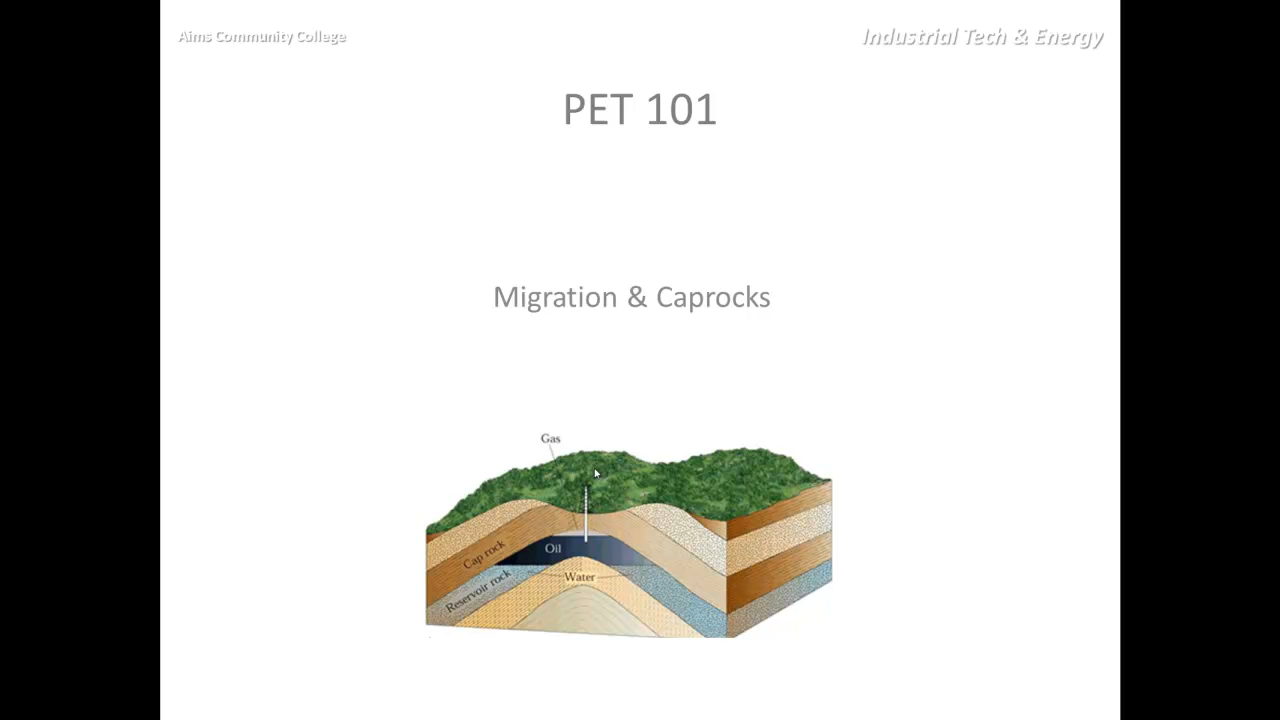 Aims Community College
Industrial Tech & Energy
PET 101
Migration & Caprocks
Gas
Cap rock
Oil
Reservoir rock
Water